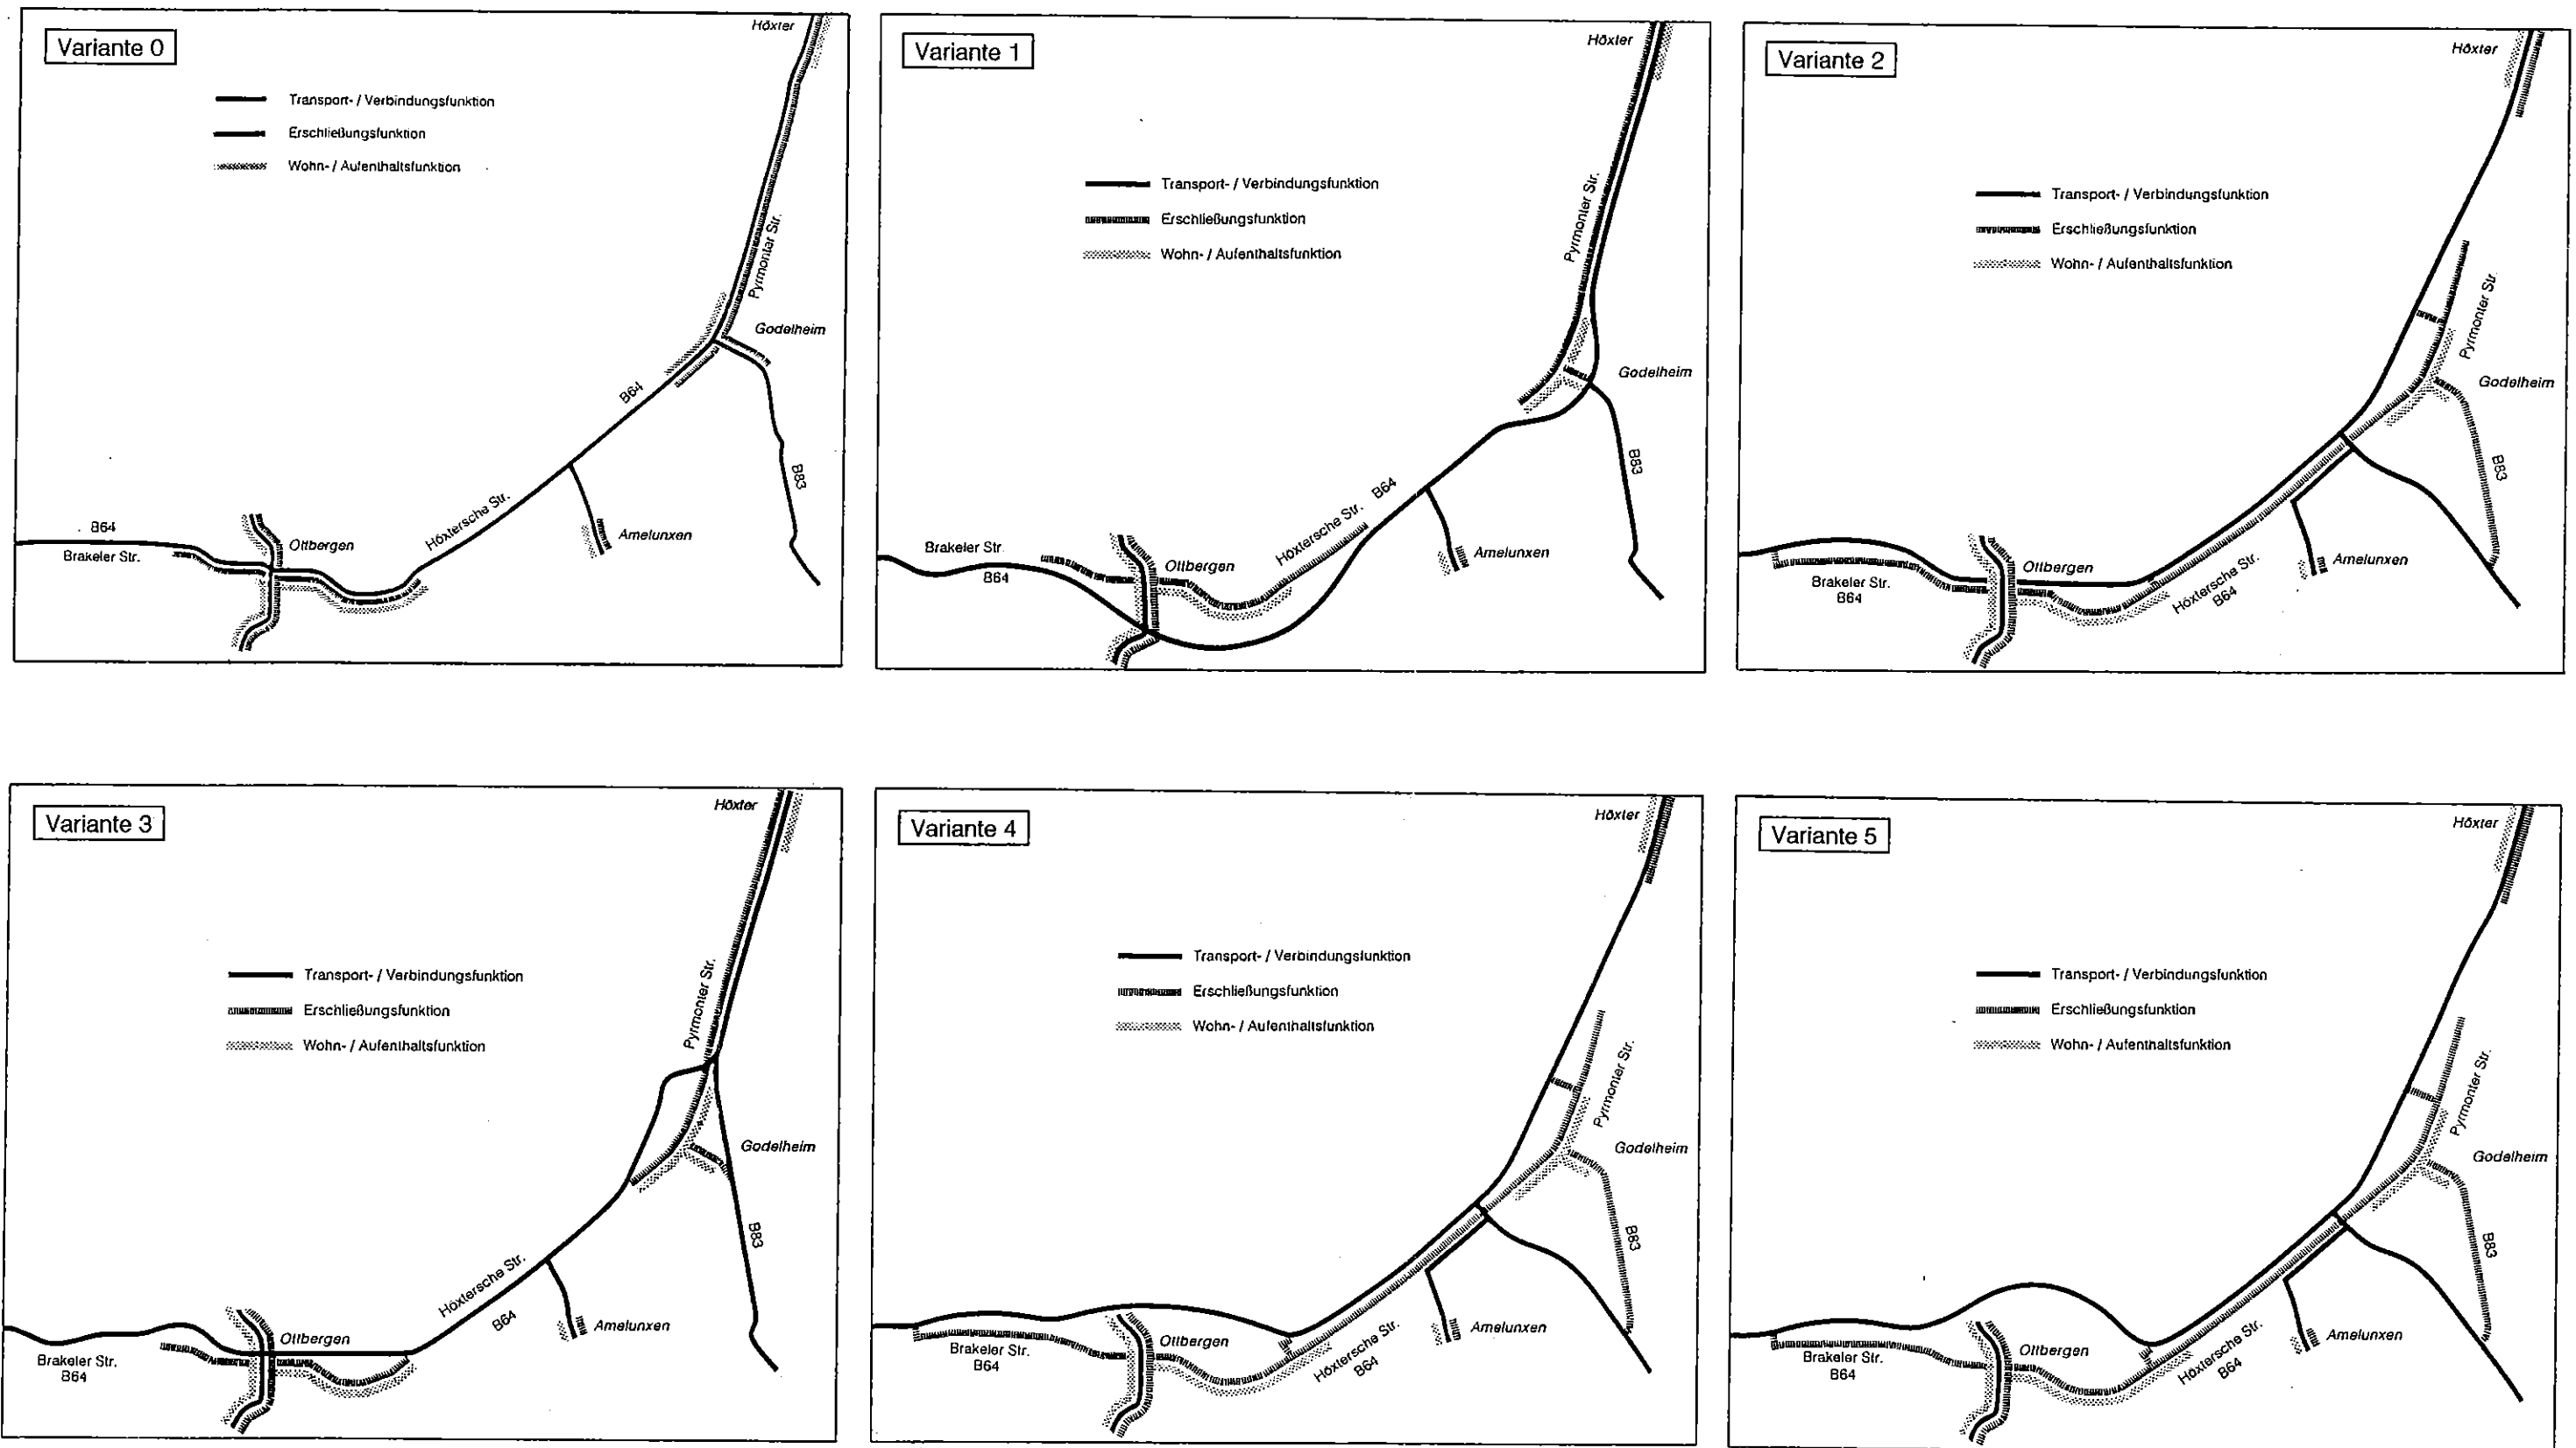 Variante 0
Höxter
Transport- / Verbindungsfunktion
Erschließungsfunktion
Wohn- / Aufenthaltsfunktion
Pyrmonter Str.
Godelheim
B64
B83
Höxtersche Str.
Amelunxen
B64
Brakeler Str.
Ottbergen
Variante 1
Höxter
Transport- / Verbindungsfunktion
Erschließungsfunktion
Wohn- / Aufenthaltsfunktion
Pyrmonter Str.
Godelheim
B83
B64
Höxtersche Str.
Amelunxen
Brakeler Str.
B64
Ottbergen
Variante 2
Höxter
Transport- / Verbindungsfunktion
Erschließungsfunktion
Wohn- / Aufenthaltsfunktion
Pyrmonter Str.
Godelheim
B83
Amelunxen
Ottbergen
Brakeler Str.
B64
Höxtersche Str.
B64
Variante 3
Höxter
Transport- / Verbindungsfunktion
Erschließungsfunktion
Wohn- / Aufenthaltsfunktion
Pyrmonter Str.
Godelheim
B83
Höxtersche Str.
B64
Amelunxen
Ottbergen
Brakeler Str.
B64
Variante 4
Höxter
Transport- / Verbindungsfunktion
Erschließungsfunktion
Wohn- / Aufenthaltsfunktion
Pyrmonter Str.
Godelheim
B83
Amelunxen
Ottbergen
Brakeler Str.
B64
Höxtersche Str.
B64
Variante 5
Höxter
Transport- / Verbindungsfunktion
Erschließungsfunktion
Wohn- / Aufenthaltsfunktion
Pyrmonter Str.
Godelheim
B83
Amelunxen
Ottbergen
Brakeler Str.
B64
Höxtersche Str.
B64